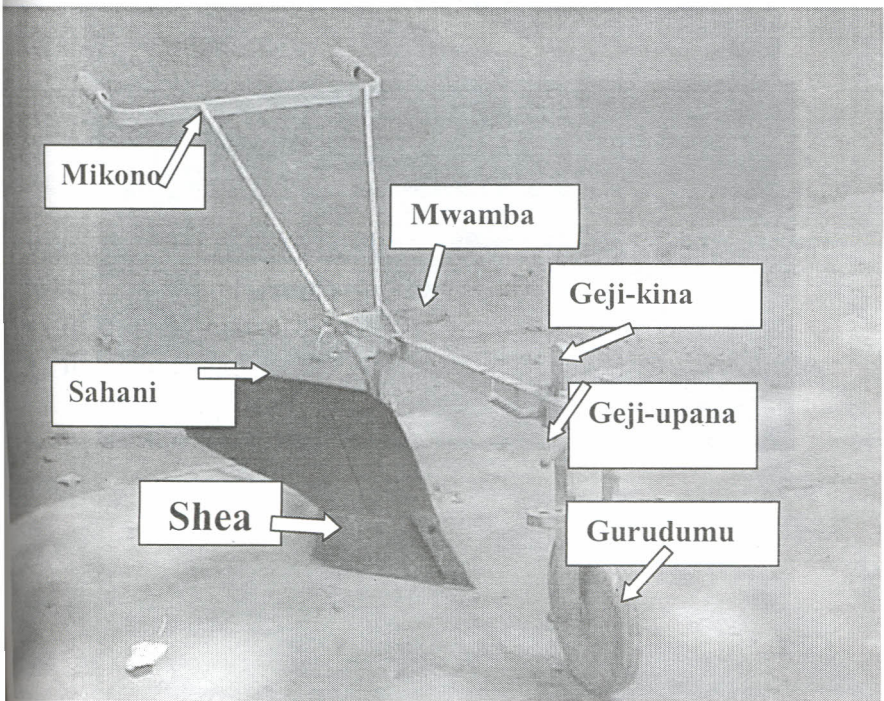 Mikono
Mwamba
Geji-kina
Sahani
Geji-upana
Shea
Gurudumu